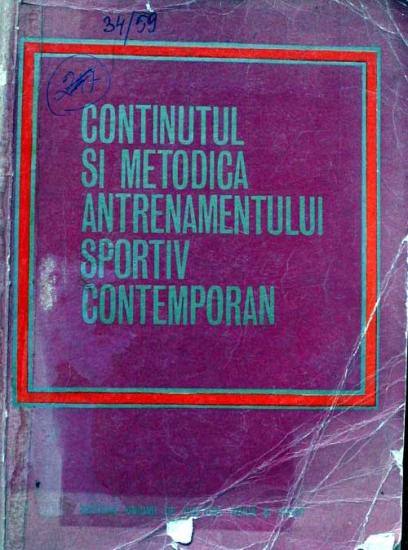 34/59
CONTINUTUL
SI METODICA
ANTRENAMENTULUI
SPORTIV
CONTEMPORAN